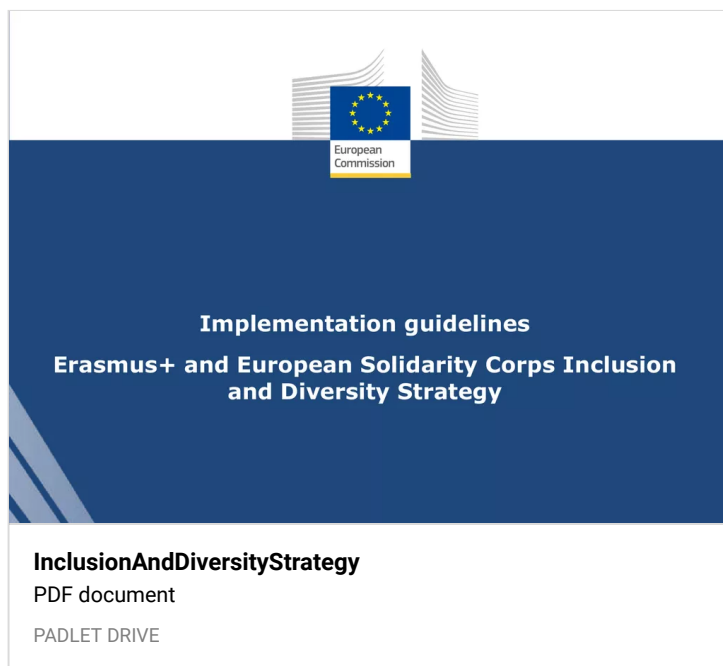 European
Commission
Implementation guidelines
Erasmus+ and European Solidarity Corps Inclusion
and Diversity Strategy
InclusionAndDiversityStrategy
PDF document
PADLET DRIVE